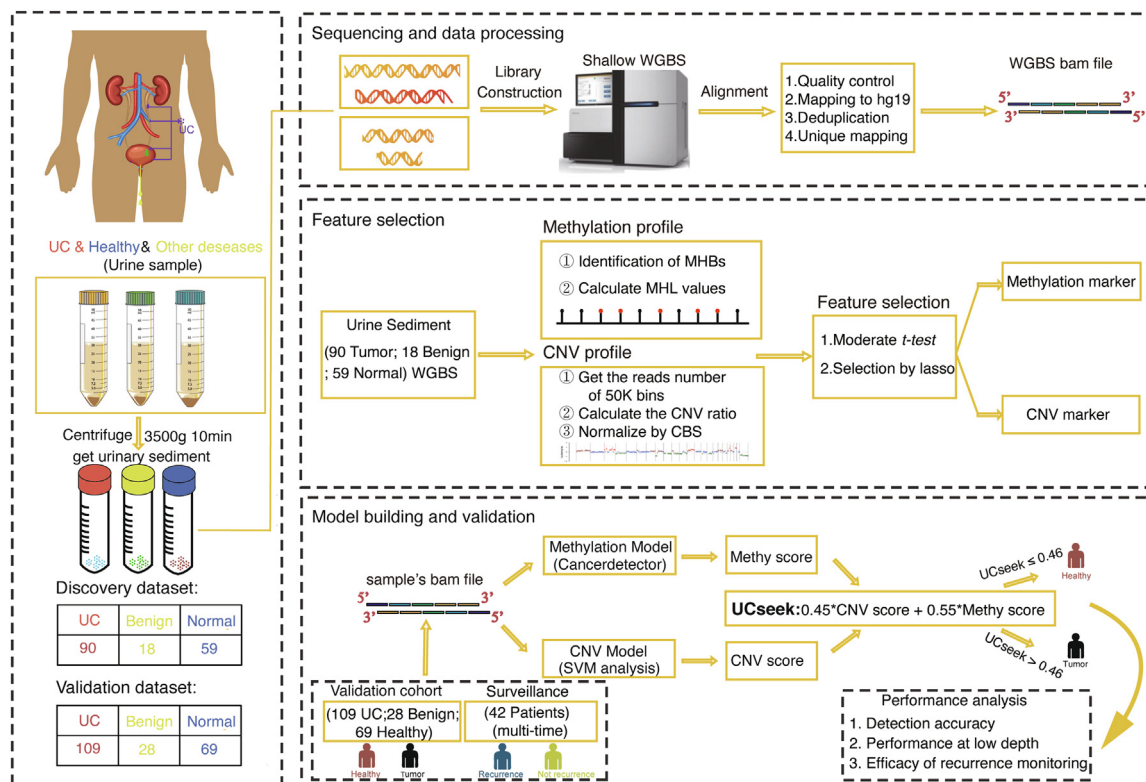 UC
UC & Healthy& Other deseases
(Urine sample)
Centrifuge 3500g 10min
get urinary sediment
Discovery dataset:
UC Benign Normal
90 18 59
Validation dataset:
UC Benign Normal
109 28 69
Sequencing and data processing
Library
Construction
Shallow WGBS
Alignment
1.Quality control
2.Mapping to hg19
3.Deduplication
4.Unique mapping
WGBS bam file
5’ 3’
3’ 5’
Feature selection
Urine Sediment
(90 Tumor; 18 Benign
; 59 Normal) WGBS
Methylation profile
① Identification of MHBs
② Calculate MHL values
CNV profile
① Get the reads number
of 50K bins
② Calculate the CNV ratio
③ Normalize by CBS
Feature selection
1.Moderate t-test
2.Selection by lasso
Methylation marker
CNV marker
Model building and validation
sample's bam file
5’ 3’
3’ 5’
Validation cohort
(109 UC;28 Benign;
69 Healthy)
Healthy Tumor
Surveillance
(42 Patients)
(multi-time)
Recurrence Not recurrence
Methylation Model
(Cancerdetector)
Methy score
CNV Model
(SVM analysis)
CNV score
UCseek:0.45*CNV score + 0.55*Methy score
UCseek ≤ 0.46
Healthy
UCseek > 0.46
Tumor
Performance analysis
1. Detection accuracy
2. Performance at low depth
3. Efficacy of recurrence monitoring